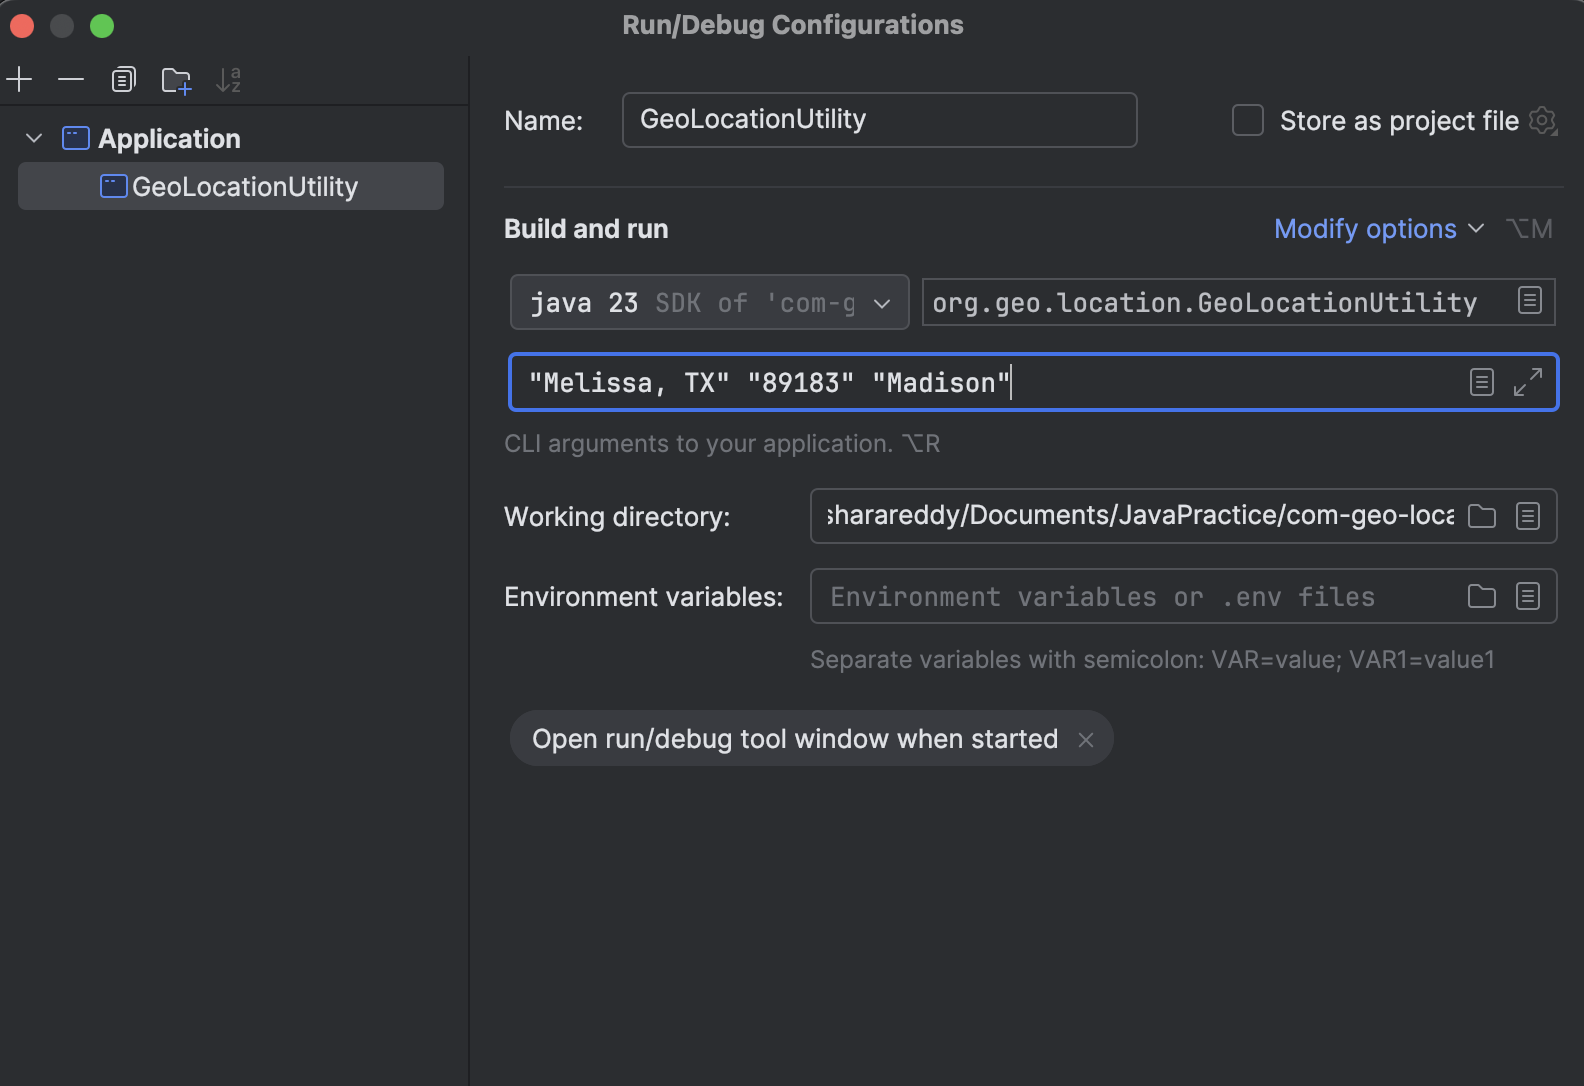 Run/Debug Configurations
Application
GeoLocationUtility
Name:
GeoLocationUtility
Store as project file
Build and run
Modify options ⌥M
java 23 SDK of 'com-g
org.geo.location.GeoLocationUtility
"Melissa, TX" "89183" "Madison"
CLI arguments to your application. ⌥R
Working directory:
sharareddy/Documents/JavaPractice/com-geo-loca
Environment variables:
Environment variables or .env files
Separate variables with semicolon: VAR=value; VAR1=value1
Open run/debug tool window when started